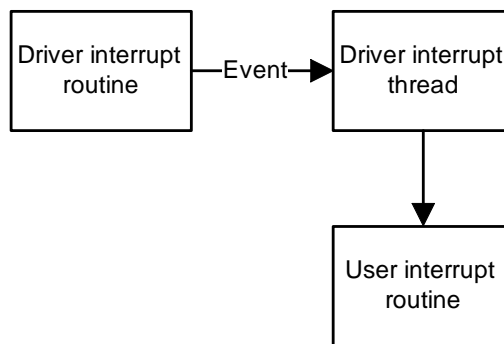 Driver interrupt
routine
Event
Driver interrupt
thread
User interrupt
routine